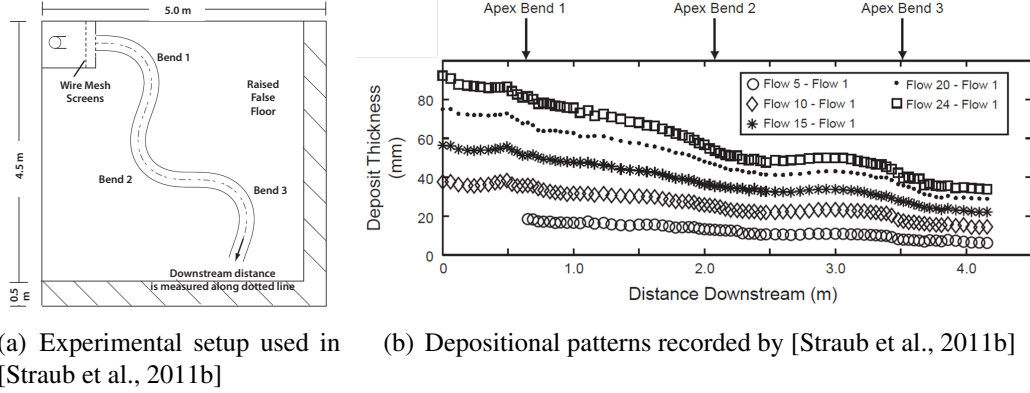 5.0 m
4.5 m
0.5
m
Wire Mesh
Screens
Bend 1
Raised
False
Floor
Bend 2
Bend 3
Downstream distance
is measured along dotted line
(a) Experimental setup used in
[Straub et al., 2011b]
Apex Bend 1
Apex Bend 2
Apex Bend 3
Deposit Thickness
(mm)
80
60
40
20
0
Flow 5 - Flow 1
Flow 10 - Flow 1
Flow 15 - Flow 1
Flow 20 - Flow 1
Flow 24 - Flow 1
0
1.0
2.0
3.0
4.0
Distance Downstream (m)
(b) Depositional patterns recorded by [Straub et al., 2011b]